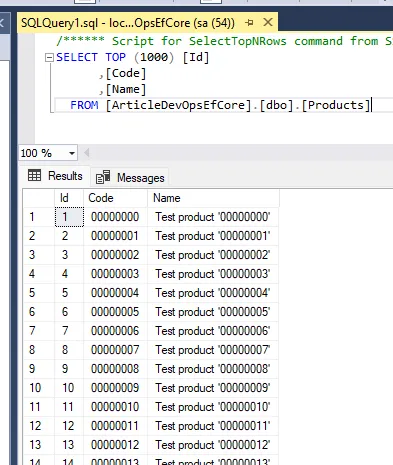 SQLQuery1.sql - loc...OpsEfCore (sa (54))
/****** Script for SelectTopNRows command from S
SELECT TOP (1000) [Id]
,[Code]
,[Name]
FROM [ArticleDevOpsEfCore].[dbo].[Products]
100 %
Results Messages
Id Code Name
1 1 00000000 Test product '00000000'
2 2 00000001 Test product '00000001'
3 3 00000002 Test product '00000002'
4 4 00000003 Test product '00000003'
5 5 00000004 Test product '00000004'
6 6 00000005 Test product '00000005'
7 7 00000006 Test product '00000006'
8 8 00000007 Test product '00000007'
9 9 00000008 Test product '00000008'
10 10 00000009 Test product '00000009'
11 11 00000010 Test product '00000010'
12 12 00000011 Test product '00000011'
13 13 00000012 Test product '00000012'
14 14 00000013 Test product '00000013'